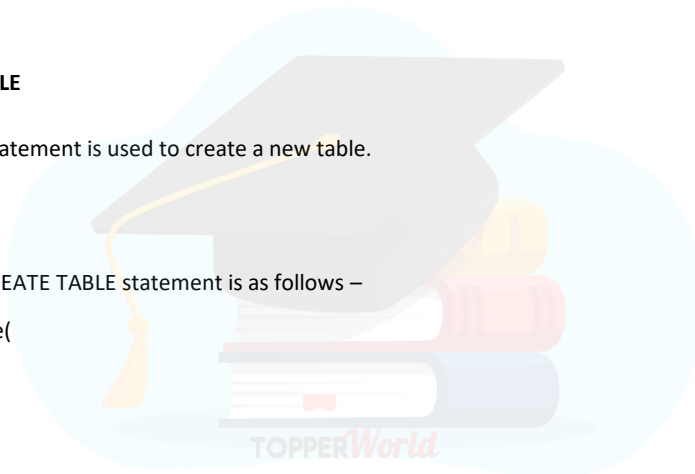 LE
atement is used to create a new table.
EATE TABLE statement is as follows –
e(
TOPPERWorld